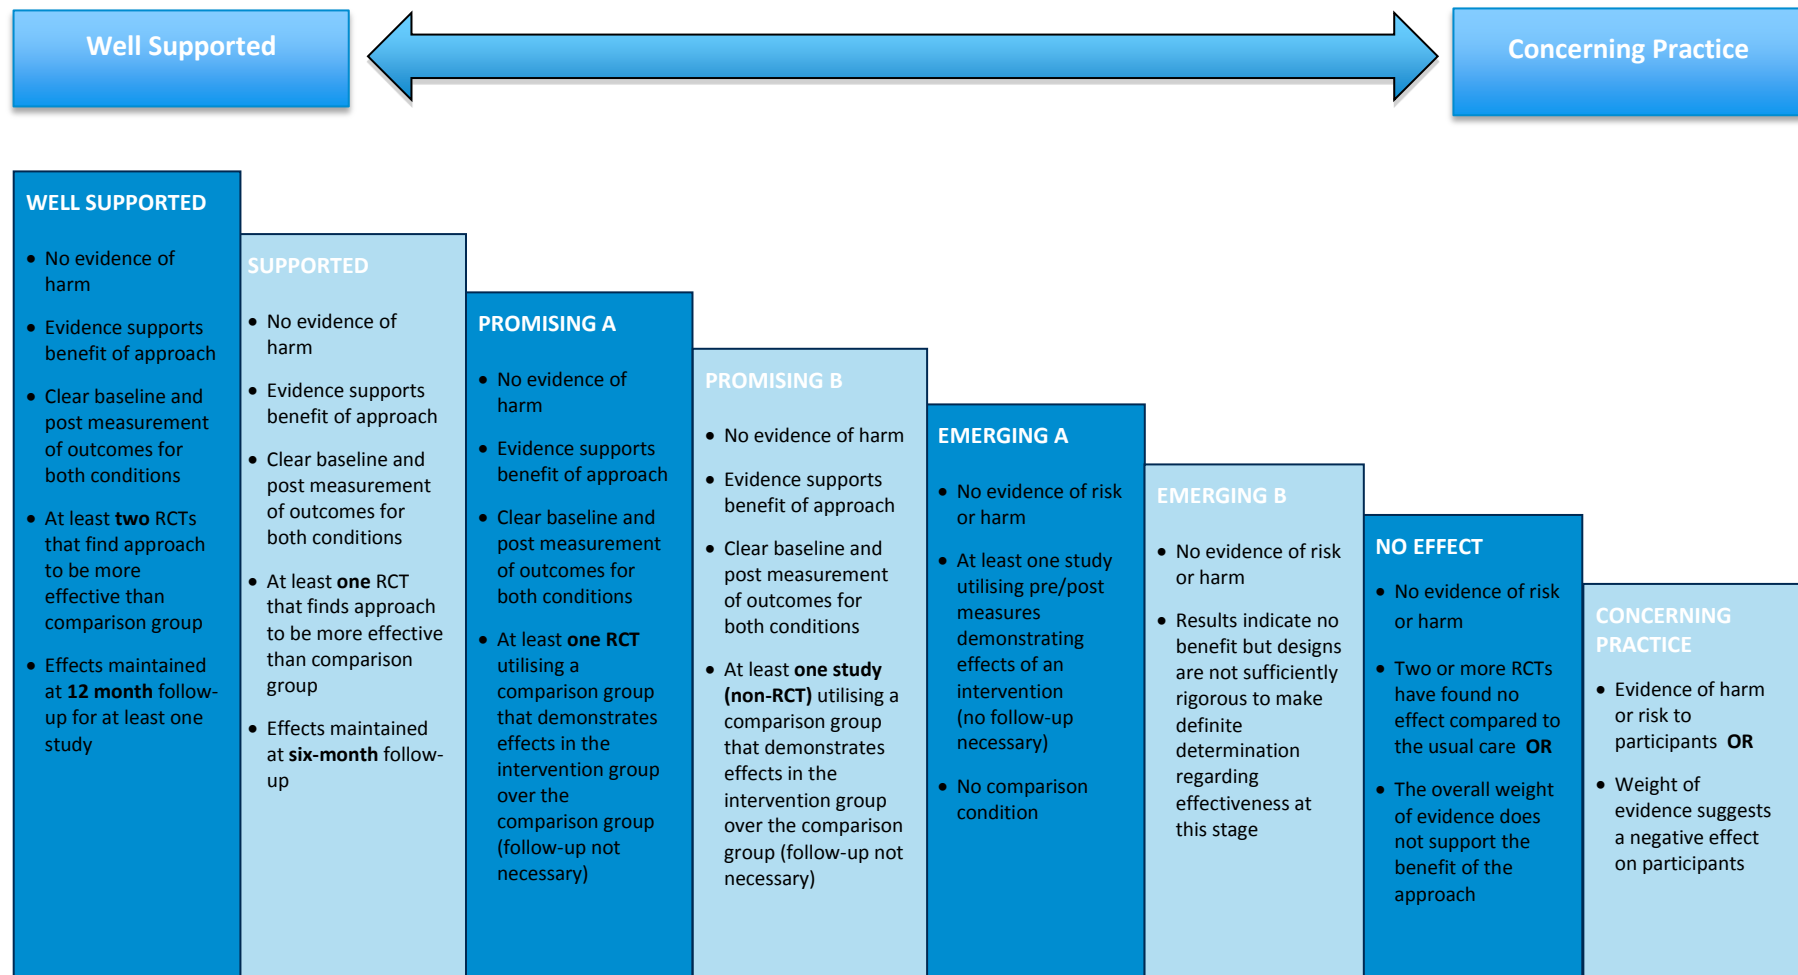 Well Supported
Concerning Practice
WELL SUPPORTED
• No evidence of
harm
• Evidence supports
benefit of approach
• Clear baseline and
post measurement
of outcomes for
both conditions
• At least two RCTs
that find approach
to be more
effective than
comparison group
• Effects maintained
at 12 month follow-
up for at least one
study
SUPPORTED
• No evidence of
harm
• Evidence supports
benefit of approach
• Clear baseline and
post measurement
of outcomes for
both conditions
• At least one RCT
that finds approach
to be more effective
than comparison
group
• Effects maintained
at six-month follow-
up
PROMISING A
• No evidence of
harm
• Evidence supports
benefit of approach
• Clear baseline and
post measurement
of outcomes for
both conditions
• At least one RCT
utilising a
comparison group
that demonstrates
effects in the
intervention group
over the
comparison group
(follow-up not
necessary)
PROMISING B
• No evidence of harm
• Evidence supports
benefit of approach
• Clear baseline and
post measurement
of outcomes for
both conditions
• At least one study
(non-RCT) utilising a
comparison group
that demonstrates
effects in the
intervention group
over the comparison
group (follow-up not
necessary)
EMERGING A
• No evidence of risk
or harm
• At least one study
utilising pre/post
measures
demonstrating
effects of an
intervention
(no follow-up
necessary)
• No comparison
condition
EMERGING B
• No evidence of risk
or harm
• Results indicate no
benefit but designs
are not sufficiently
rigorous to make
definite
determination
regarding
effectiveness at
this stage
NO EFFECT
• No evidence of risk
or harm
• Two or more RCTs
have found no
effect compared to
the usual care OR
• The overall weight
of evidence does
not support the
benefit of the
approach
CONCERNING
PRACTICE
• Evidence of harm
or risk to
participants OR
• Weight of
evidence suggests
a negative effect
on participants